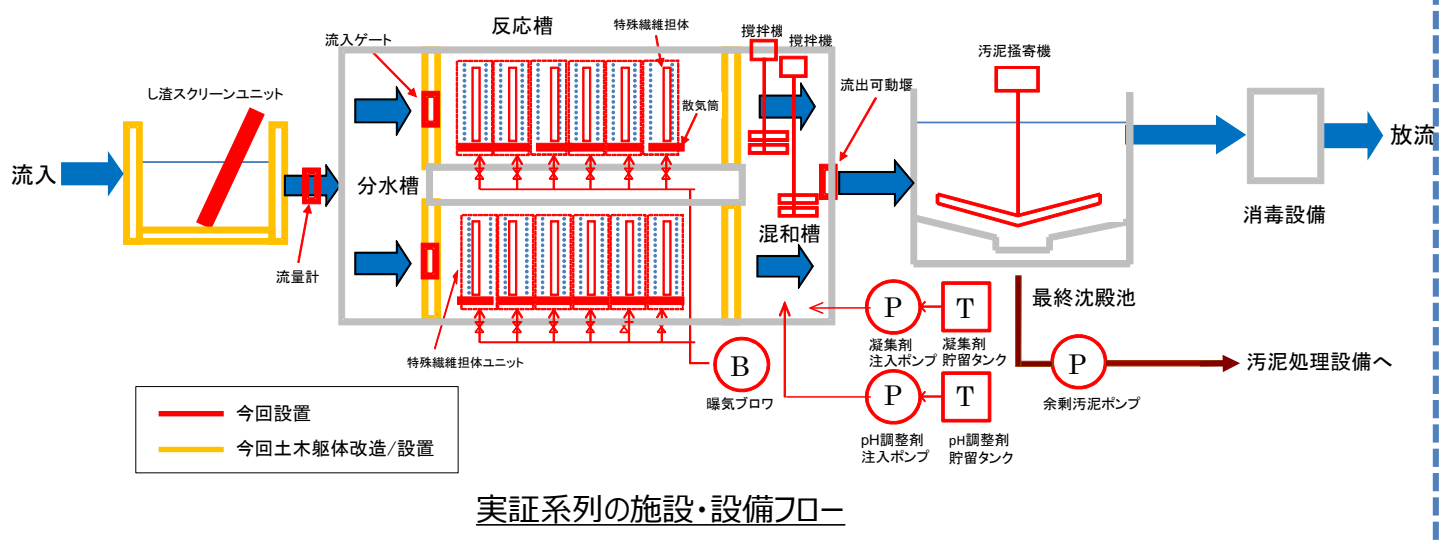 反応槽
特殊繊維担体
撹拌機
撹拌機
流入ゲート
汚泥掻寄機
し渣スクリーンユニット
流出可動堰
散気筒
流入
放流
分水槽
消毒設備
混和槽
流量計
最終沈殿池
特殊繊維担体ユニット
P
T
凝集剤
注入ポンプ
凝集剤
貯留タンク
B
曝気ブロワ
P
汚泥処理設備へ
余剰汚泥ポンプ
P
T
pH調整剤
注入ポンプ
pH調整剤
貯留タンク
今回設置
今回土木躯体改造/設置
実証系列の施設・設備フロー